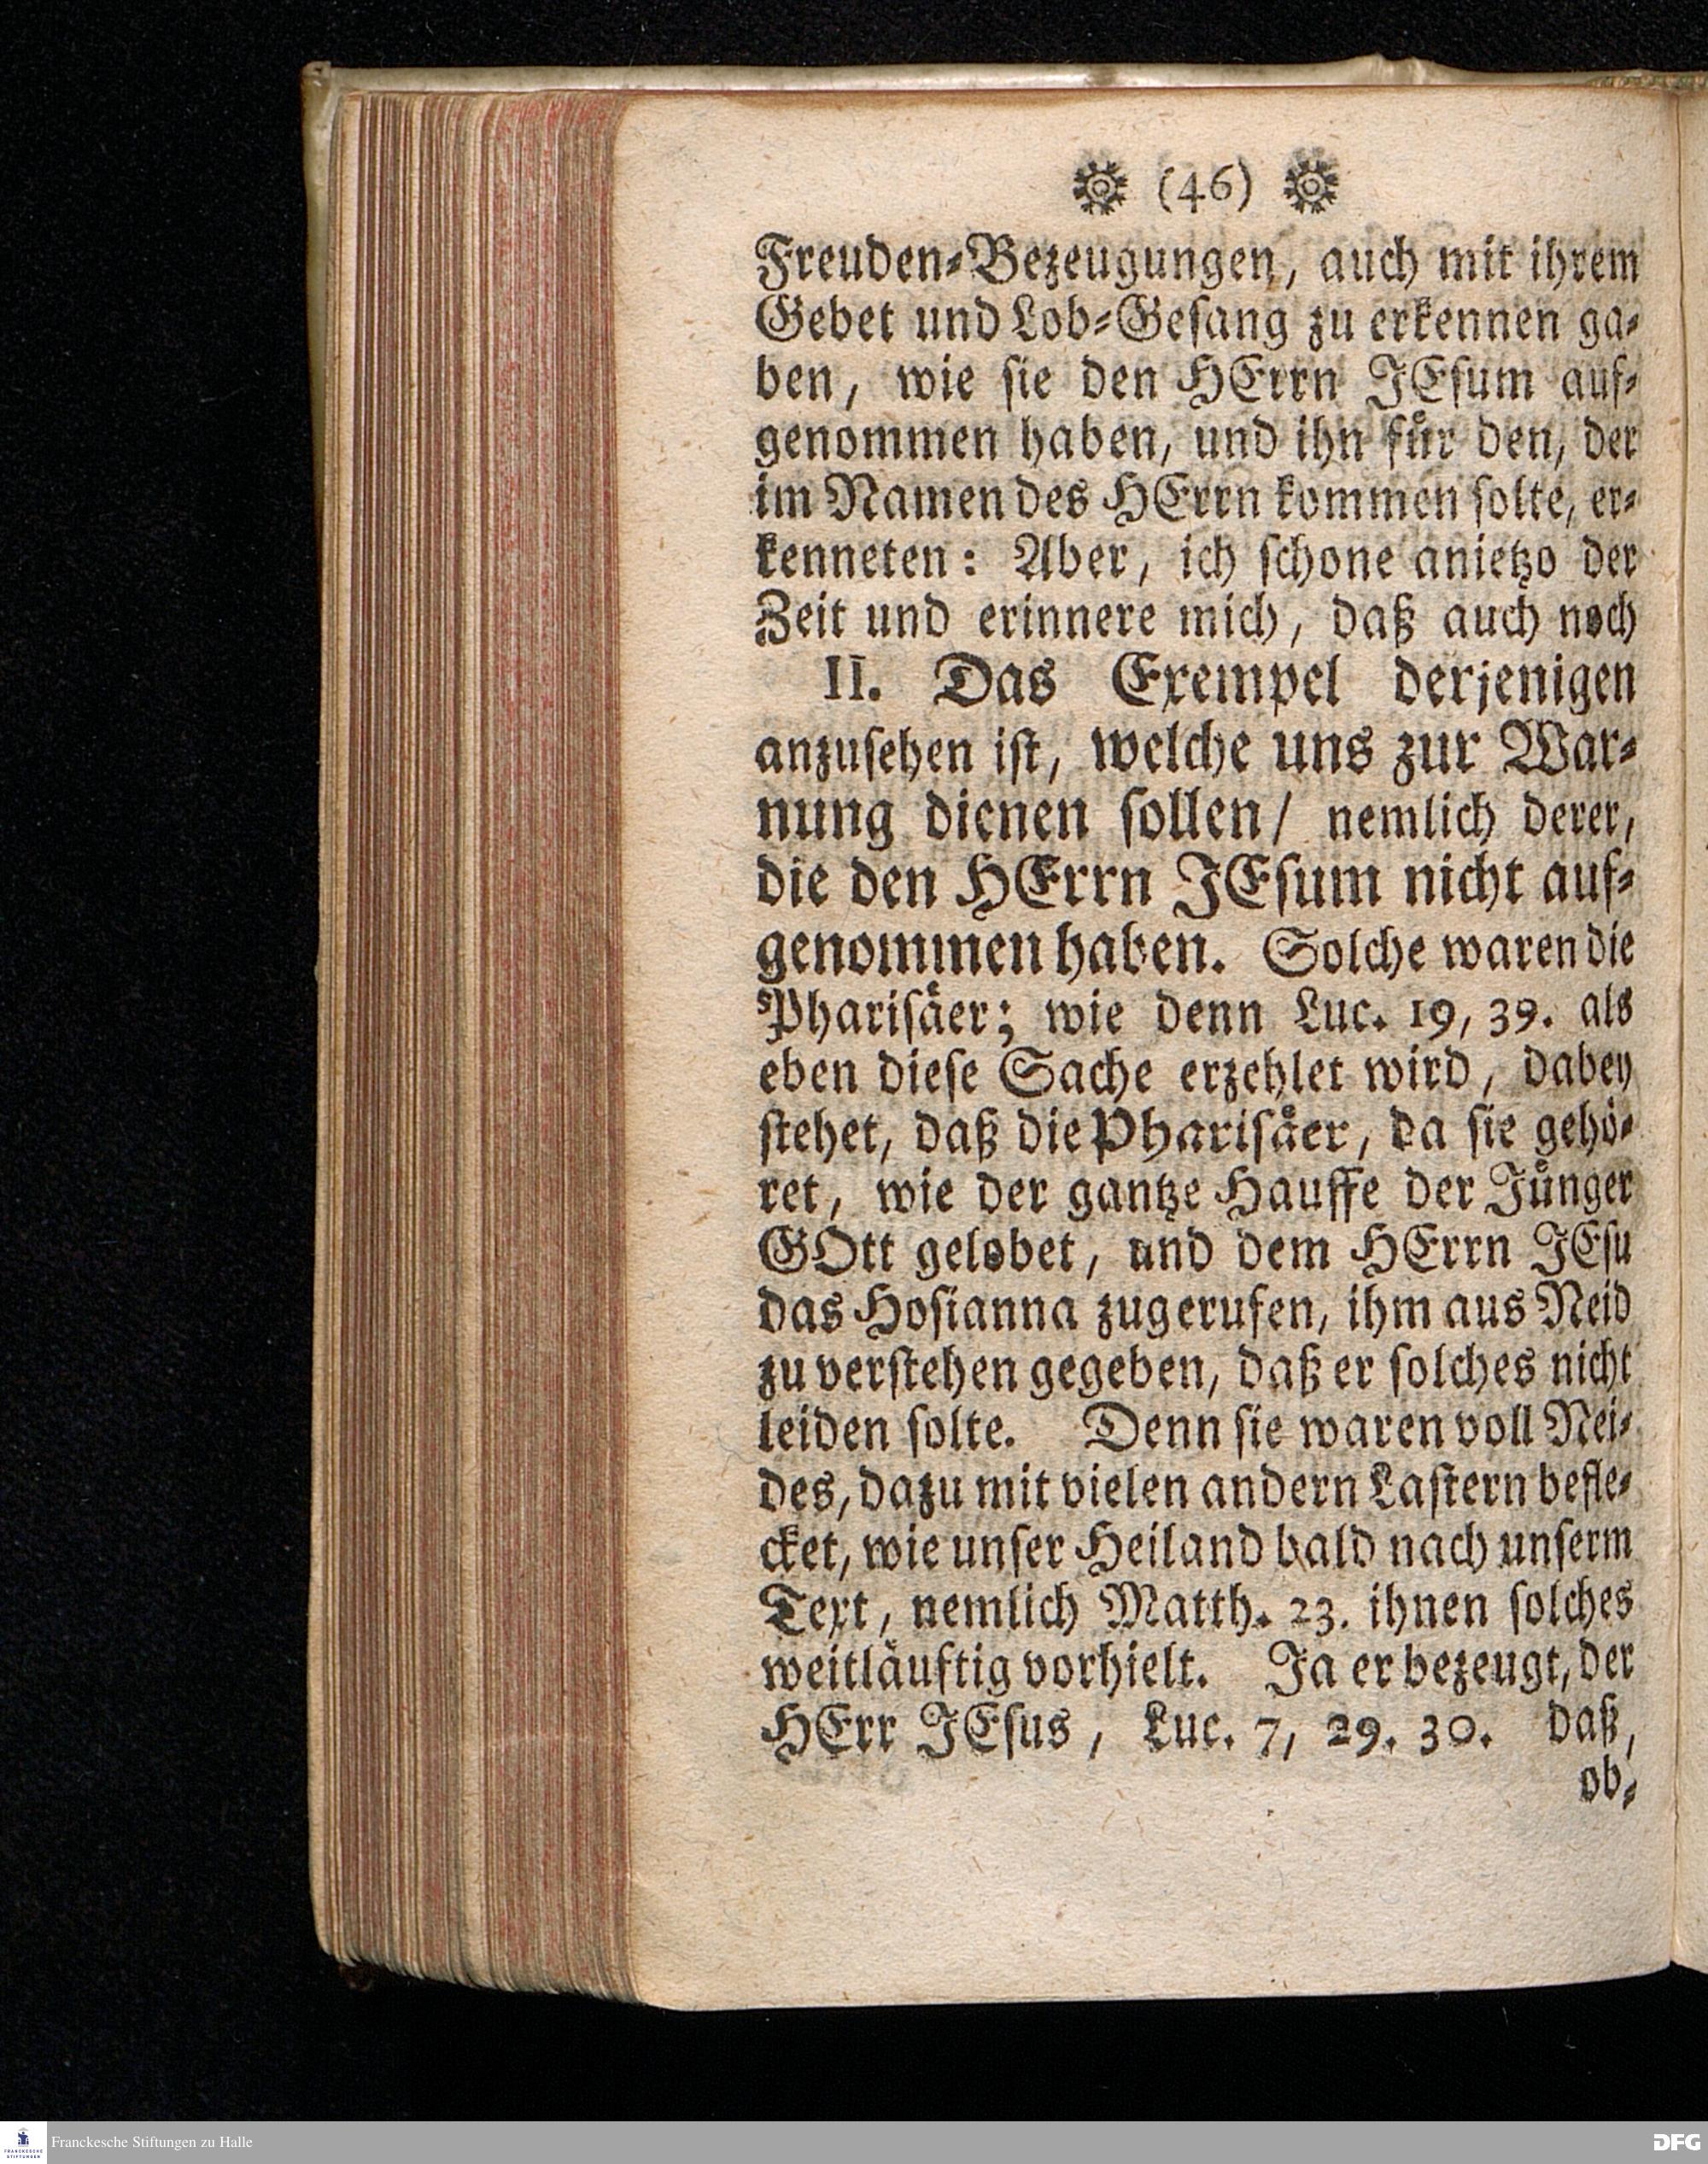 (46)
Freuden-Bezeugungen, auch mit ihrem
Gebet und Lob-Gesang zu erkennen ga-
ben, wie sie den HErrn JEsum auf-
genommen haben, und ihn für den, der
im Namen des HErrn kommen solte, er-
kenneten: Aber, ich schone anietzo der
Zeit und erinnere mich, daß auch noch
II. Das Exempel derjenigen
anzusehen ist, welche uns zur War-
nung dienen sollen/ nemlich derer,
die den HErrn JEsum nicht auf-
genommen haben. Solche waren die
Pharisäer; wie denn Luc. 19, 39. als
eben diese Sache erzehlet wird, dabey
stehet, daß die Pharisäer, da sie gehö-
ret, wie der gantze Hauffe der Jünger
GOtt gelobet, und dem HErrn JEsu
das Hosianna zugerufen, ihm aus Neid
zu verstehen gegeben, daß er solches nicht
leiden solte. Denn sie waren voll Nei-
des, dazu mit vielen andern Lastern befle-
cket, wie unser Heiland bald nach unserm
Text, nemlich Matth. 23. ihnen solches
weitläuftig vorhielt. Ja er bezeugt, der
HErr JEsus, Luc. 7, 29. 30. daß,
ob-
FRANCKESCHE
STIFTUNGEN
Franckesche Stiftungen zu Halle
DFG